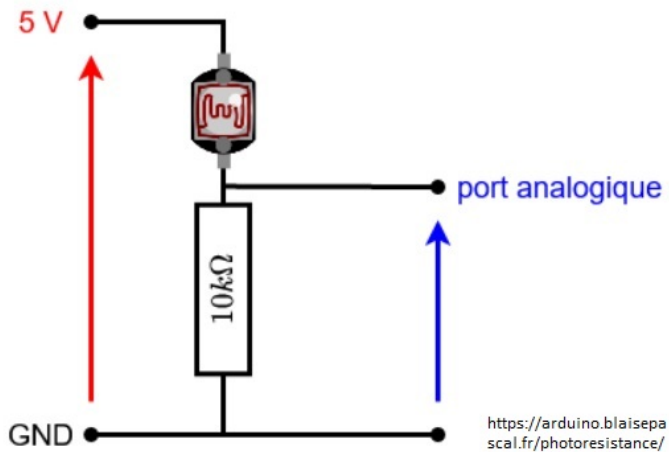 5 V
port analogique
10kΩ
GND
https://arduino.blaisepa
scal.fr/photoresistance/